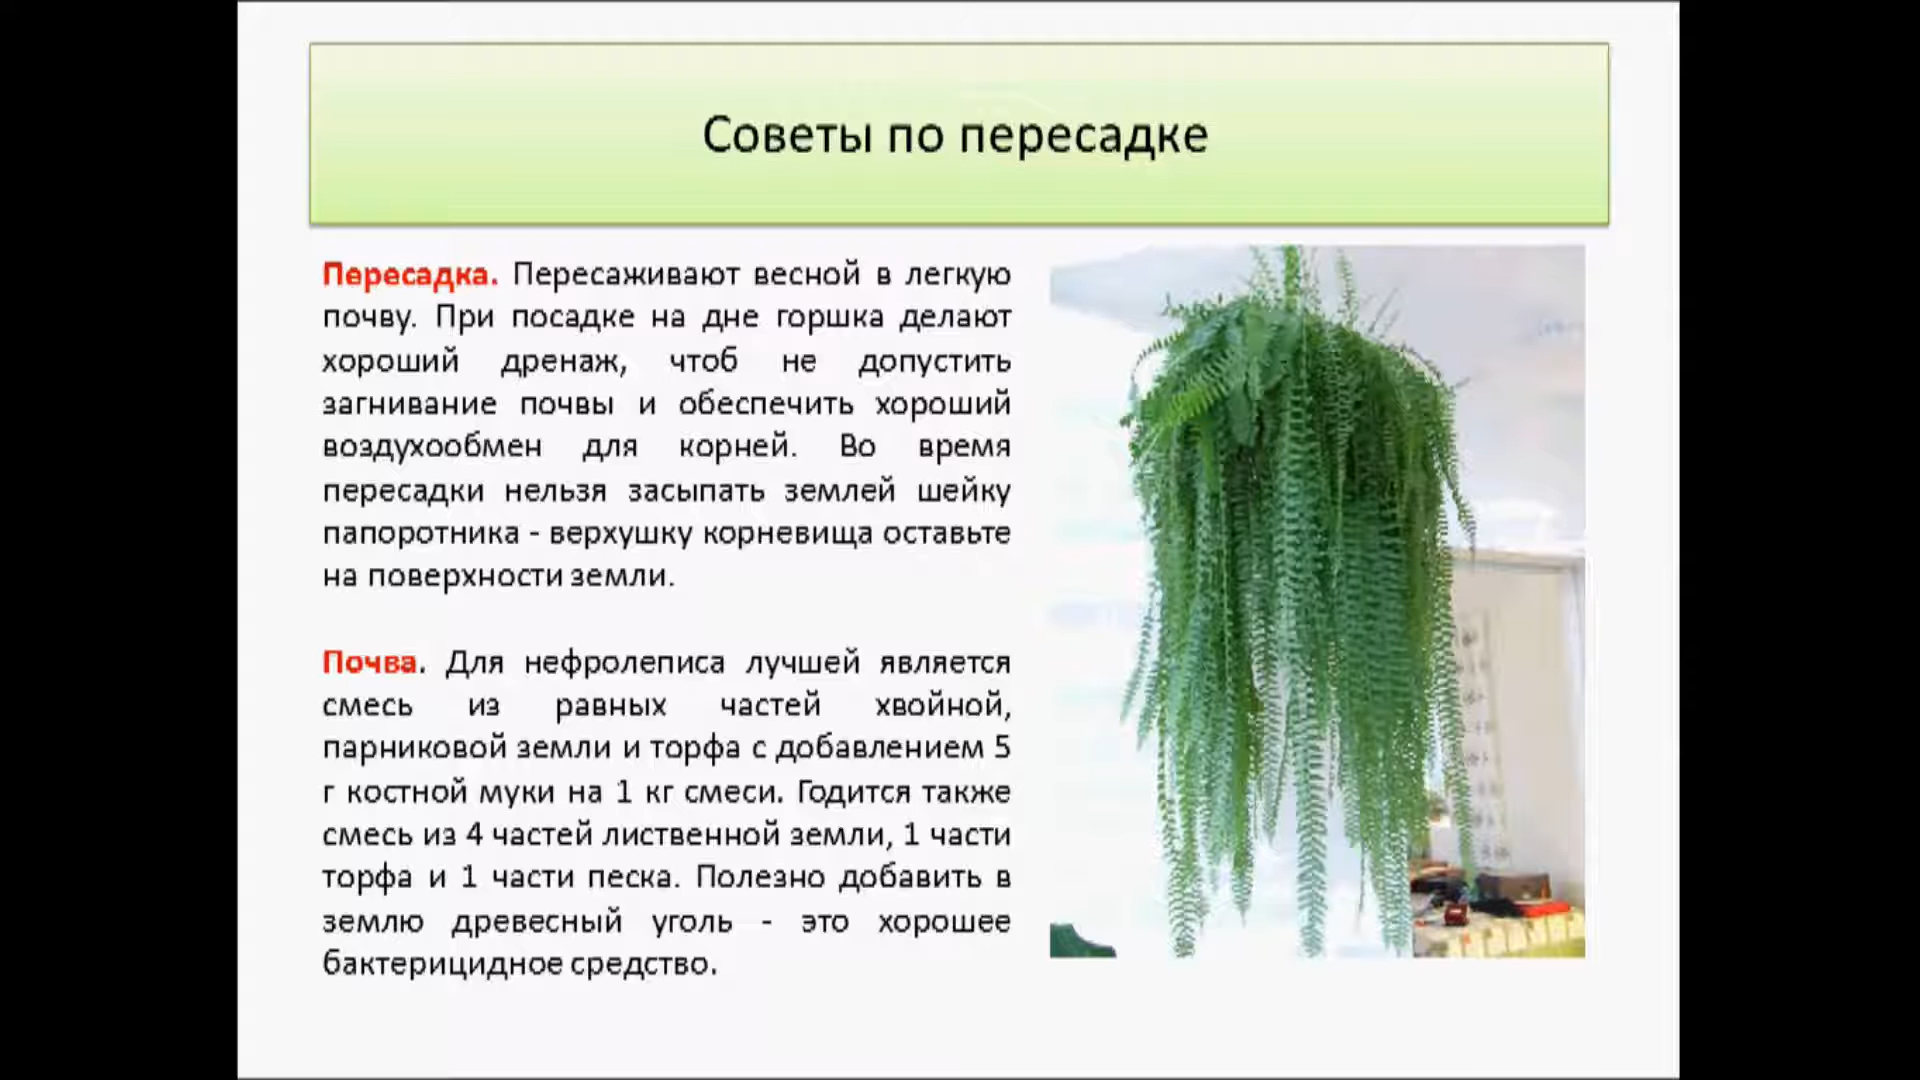 Советы по пересадке
Пересадка. Пересаживают весной в легкую
почву. При посадке на дне горшка делают
хороший дренаж, чтоб не допустить
загнивание почвы и обеспечить хороший
воздухообмен для корней. Во время
пересадки нельзя засыпать землей шейку
папоротника - верхушку корневища оставьте
на поверхности земли.
Почва. Для нефролеписа лучшей является
смесь из равных частей хвойной,
парниковой земли и торфа с добавлением 5
г костной муки на 1 кг смеси. Годится также
смесь из 4 частей лиственной земли, 1 части
торфа и 1 части песка. Полезно добавить в
землю древесный уголь - это хорошее
бактерицидное средство.